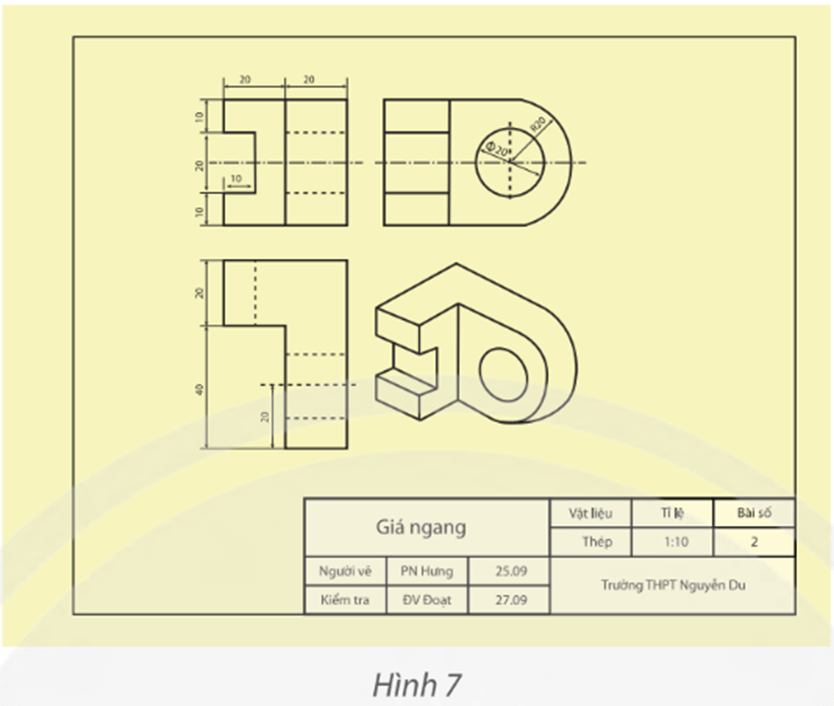 20 20
10
20
10
10
Φ20
R20
20
40
20
Giá ngang
Vật liệu Tỉ lệ Bài số
Thép 1:10 2
Người vẽ PN Hưng 25.09
Kiểm tra ĐV Đoạt 27.09
Trường THPT Nguyễn Du
Hình 7